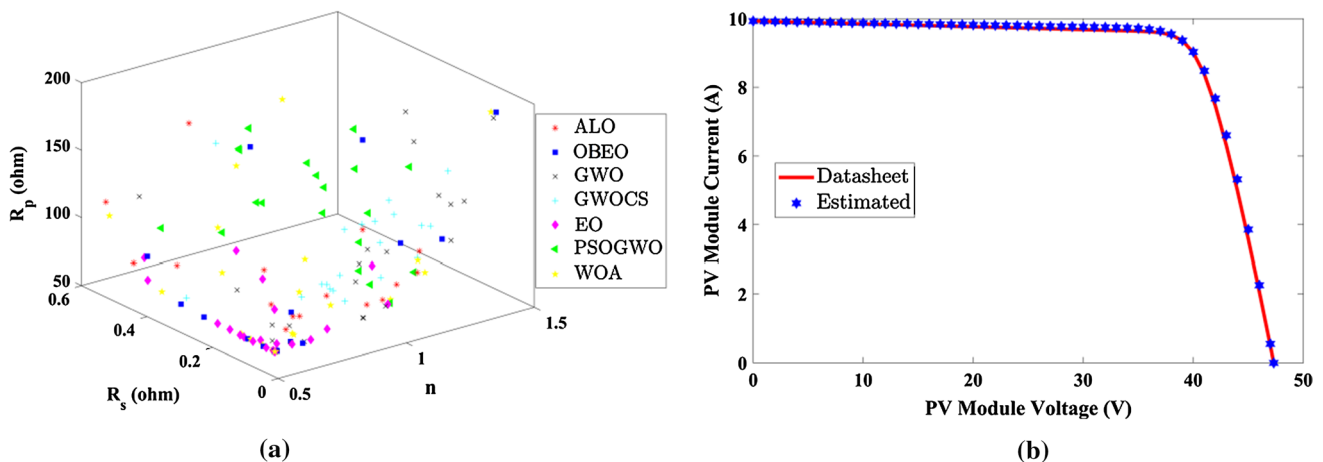 200
150
100
50
R_p (ohm)
0.6
0.4
0.2
0
R_s (ohm)
0.5
1
1.5
n
ALO
OBEO
GWO
GWOCS
EO
PSOGWO
WOA
(a)
10
8
6
4
2
0
PV Module Current (A)
Datasheet
Estimated
0
10
20
30
40
50
PV Module Voltage (V)
(b)